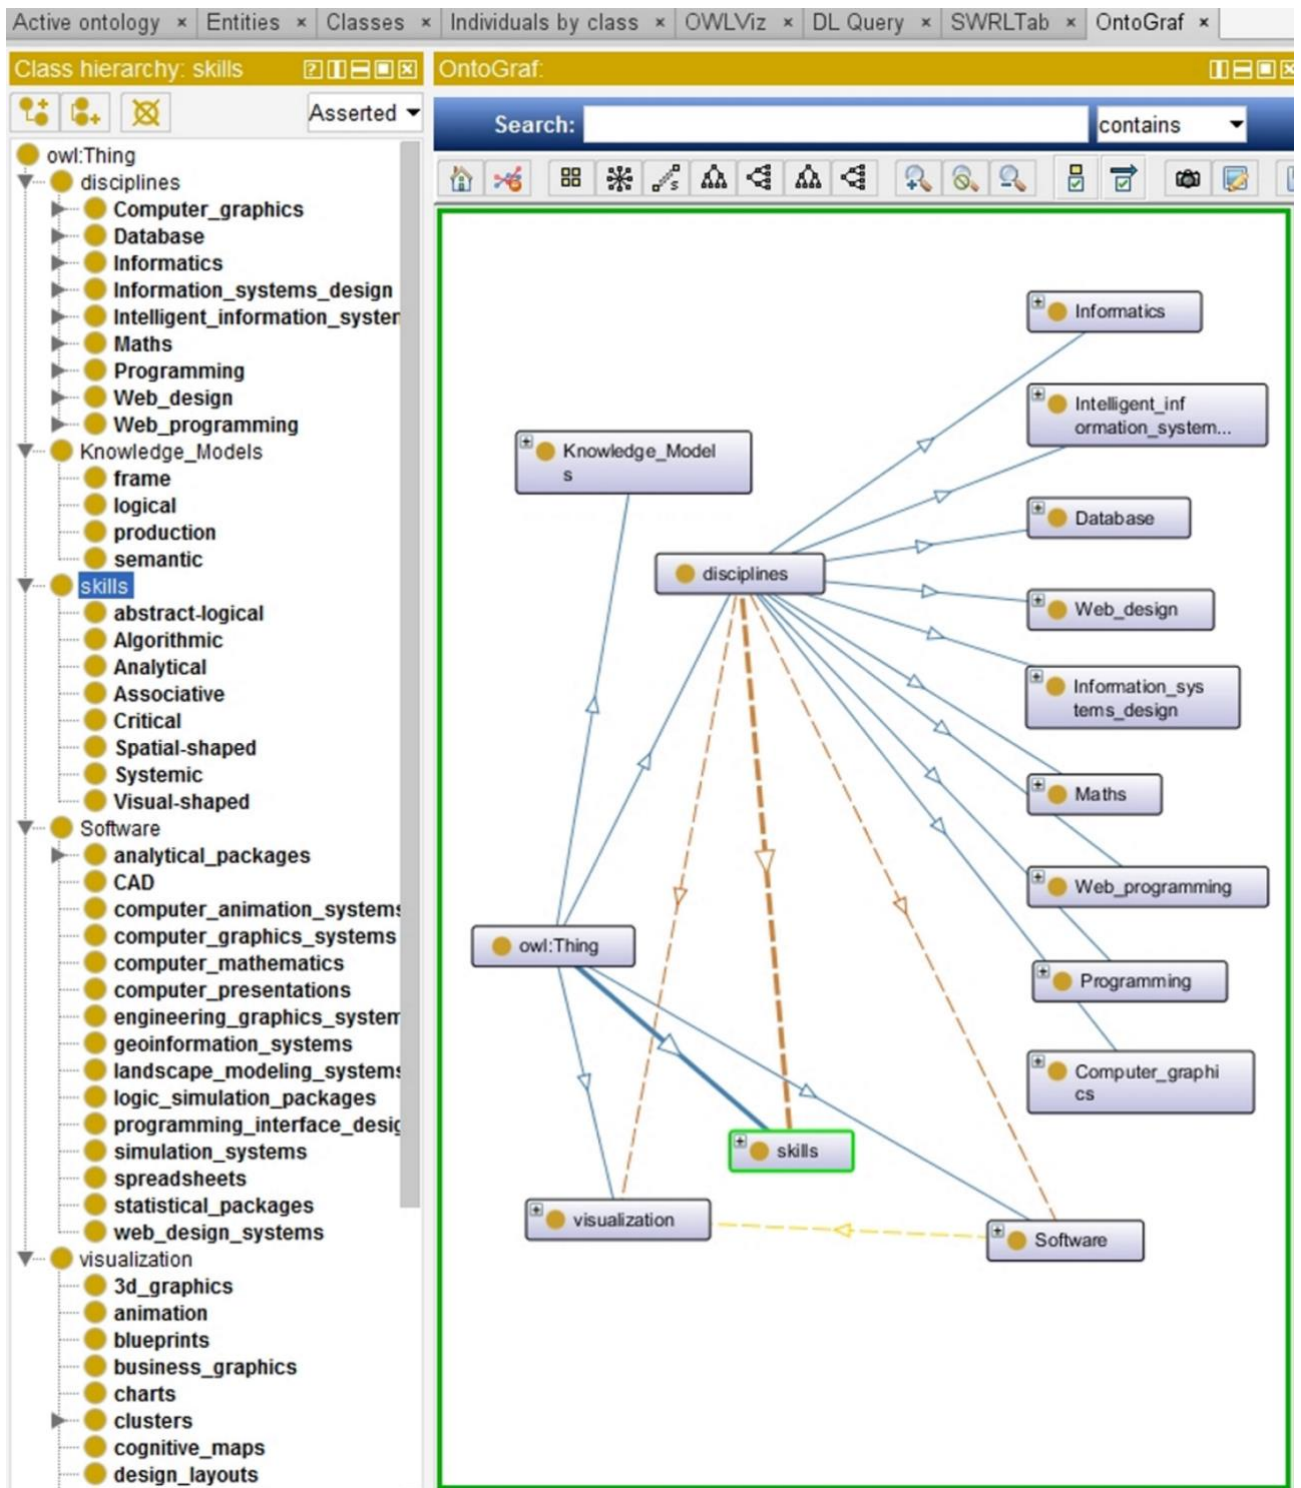 Active ontology × Entities × Classes × Individuals by class × OWLViz × DL Query × SWRLTab × OntoGraf ×
Class hierarchy: skills
Asserted
owl:Thing
disciplines
Computer_graphics
Database
Informatics
Information_systems_design
Intelligent_information_system
Maths
Programming
Web_design
Web_programming
Knowledge_Models
frame
logical
production
semantic
skills
abstract-logical
Algorithmic
Analytical
Associative
Critical
Spatial-shaped
Systemic
Visual-shaped
Software
analytical_packages
CAD
computer_animation_systems
computer_graphics_systems
computer_mathematics
computer_presentations
engineering_graphics_system
geoinformation_systems
landscape_modeling_systems
logic_simulation_packages
programming_interface_desig
simulation_systems
spreadsheets
statistical_packages
web_design_systems
visualization
3d_graphics
animation
blueprints
business_graphics
charts
clusters
cognitive_maps
design_layouts
OntoGraf:
Search:
contains
Informatics
Intelligent_inf
ormation_system...
Knowledge_Model
s
Database
disciplines
Web_design
Information_sys
tems_design
Maths
Web_programming
owl:Thing
Programming
Computer_graphi
cs
skills
visualization
Software